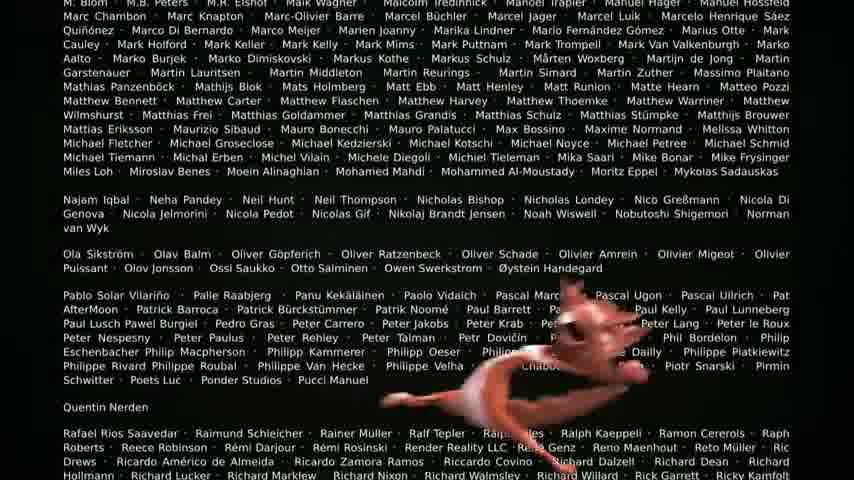 M. Blom · M.B. Peters · M.R. Elshof · Maik Wagner · Malcolm Tredinnick · Manoel Trapier · Manuel Hager · Manuel Hossfeld
Marc Chambon · Marc Knapton · Marc-Olivier Barre · Marcel Büchler · Marcel Jager · Marcel Luik · Marcelo Henrique Sáez
Quiñónez · Marco Di Bernardo · Marco Meijer · Marien Joanny · Marika Lindner · Mario Fernández Gómez · Marius Otte · Mark
Cauley · Mark Holford · Mark Keller · Mark Kelly · Mark Mims · Mark Puttnam · Mark Trompell · Mark Van Valkenburgh · Marko
Aalto · Marko Burjek · Marko Dimiskovski · Markus Kothe · Markus Schulz · Mårten Woxberg · Martijn de Jong · Martin
Garstenauer · Martin Lauritsen · Martin Middleton · Martin Reurings · Martin Simard · Martin Zuther · Massimo Plaitano
Mathias Panzenböck · Mathijs Blok · Mats Holmberg · Matt Ebb · Matt Henley · Matt Runion · Matte Hearn · Matteo Pozzi
Matthew Bennett · Matthew Carter · Matthew Flaschen · Matthew Harvey · Matthew Thoemke · Matthew Warriner · Matthew
Wilmshurst · Matthias Frei · Matthias Goldammer · Matthias Grandis · Matthias Schulz · Matthias Stümpke · Matthijs Brouwer
Mattias Eriksson · Maurizio Sibaud · Mauro Bonecchi · Mauro Palatucci · Max Bossino · Maxime Normand · Melissa Whitton
Michael Fletcher · Michael Groseclose · Michael Kedzierski · Michael Kotschi · Michael Noyce · Michael Petree · Michael Schmid
Michael Tiemann · Michal Erben · Michel Vilain · Michele Diegoli · Michiel Tieleman · Mika Saari · Mike Bonar · Mike Frysinger
Miles Loh · Miroslav Benes · Moein Alinaghian · Mohamed Mahdi · Mohammed Al-Moustady · Moritz Eppel · Mykolas Sadauskas
Najam Iqbal · Neha Pandey · Neil Hunt · Neil Thompson · Nicholas Bishop · Nicholas Londey · Nico Greßmann · Nicola Di
Genova · Nicola Jelmorini · Nicola Pedot · Nicolas Gif · Nikolaj Brandt Jensen · Noah Wiswell · Nobutoshi Shigemori · Norman
van Wyk
Ola Sikström · Olav Balm · Oliver Göpferich · Oliver Ratzenbeck · Oliver Schade · Olivier Amrein · Olivier Migeot · Olivier
Puissant · Olov Jonsson · Ossi Saukko · Otto Salminen · Owen Swerkstrom · Øystein Handegard
Pablo Solar Vilariño · Palle Raabjerg · Panu Kekäläinen · Paolo Vidaich · Pascal · Pascal Ugon · Pascal Ullrich · Pat
AfterMoon · Patrick Barroca · Patrick Bürckstümmer · Patrik Noomé · Paul Barrett · Paul Kelly · Paul Lunneberg
Paul Lusch Pawel Burgiel · Pedro Gras · Peter Carrero · Peter Jakobs · Peter Krab · Peter Lang · Peter le Roux
Peter Nespesny · Peter Paulus · Peter Rehley · Peter Talman · Petr Dovičín · Phil Bordelon · Philip
Eschenbacher Philip Macpherson · Philipp Kammerer · Philipp Oeser · Dailly · Philippe Piatkiewitz
Philippe Rivard Philippe Roubal · Philippe Van Hecke · Philippe Velha · Piotr Snarski · Pirmin
Schwitter · Poets Luc · Ponder Studios · Pucci Manuel
Quentin Nerden
Rafael Rios Saavedar · Raimund Schleicher · Rainer Müller · Ralf Tepler · Ralph Kaeppeli · Ramon Cererols · Raph
Roberts · Reece Robinson · Rémi Darjour · Rémi Rosinski · Render Reality LLC · René Genz · Reno Maenhout · Reto Müller · Ric
Drews · Ricardo Américo de Almeida · Ricardo Zamora Ramos · Riccardo Covino · Richard Dalzell · Richard Dean · Richard
Hollmann · Richard Lucker · Richard Marklew · Richard Nixon · Richard Walmsley · Richard Willard · Rick Garrett · Ricky Kamfolt